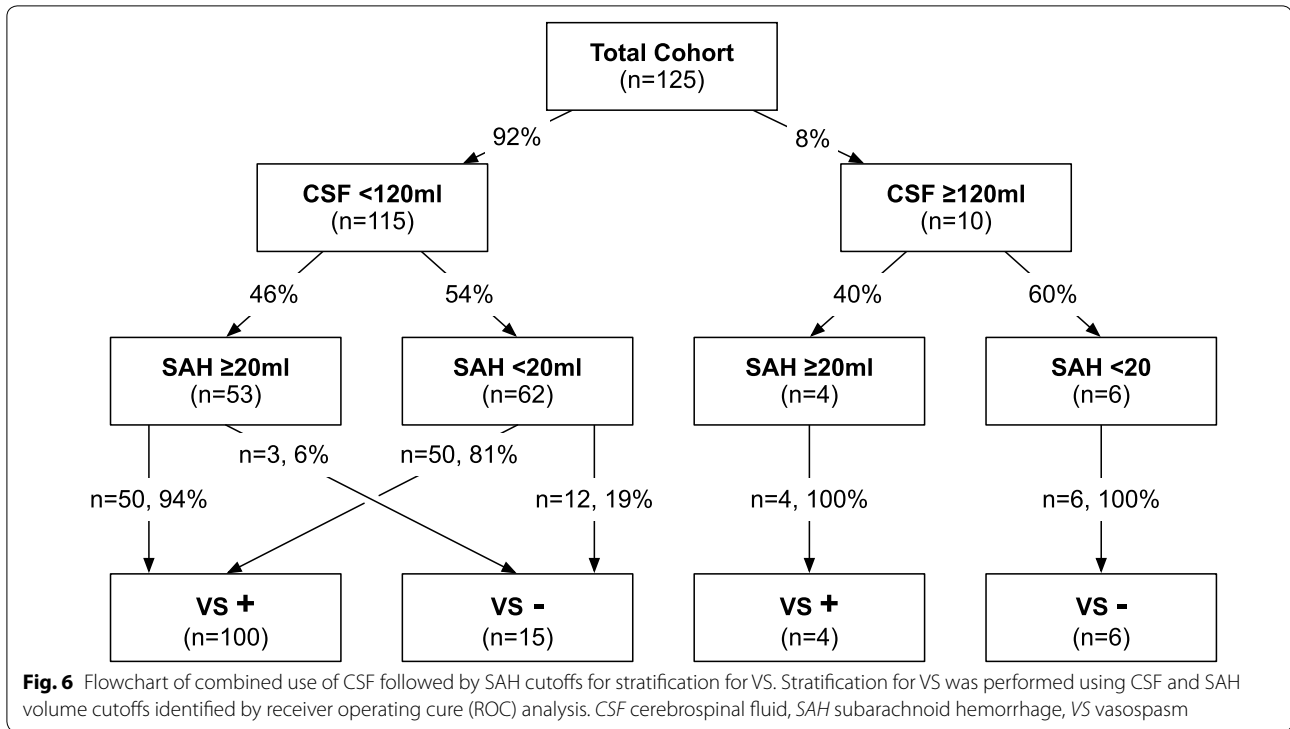 Total Cohort
(n=125)
92%
8%
CSF <120ml
(n=115)
CSF ≥120ml
(n=10)
46%
54%
40%
60%
SAH ≥20ml
(n=53)
SAH <20ml
(n=62)
SAH ≥20ml
(n=4)
SAH <20
(n=6)
n=3, 6%
n=50, 81%
n=50, 94%
n=12, 19%
n=4, 100%
n=6, 100%
VS +
(n=100)
VS -
(n=15)
VS +
(n=4)
VS -
(n=6)
Fig. 6 Flowchart of combined use of CSF followed by SAH cutoffs for stratification for VS. Stratification for VS was performed using CSF and SAH
volume cutoffs identified by receiver operating cure (ROC) analysis. CSF cerebrospinal fluid, SAH subarachnoid hemorrhage, VS vasospasm